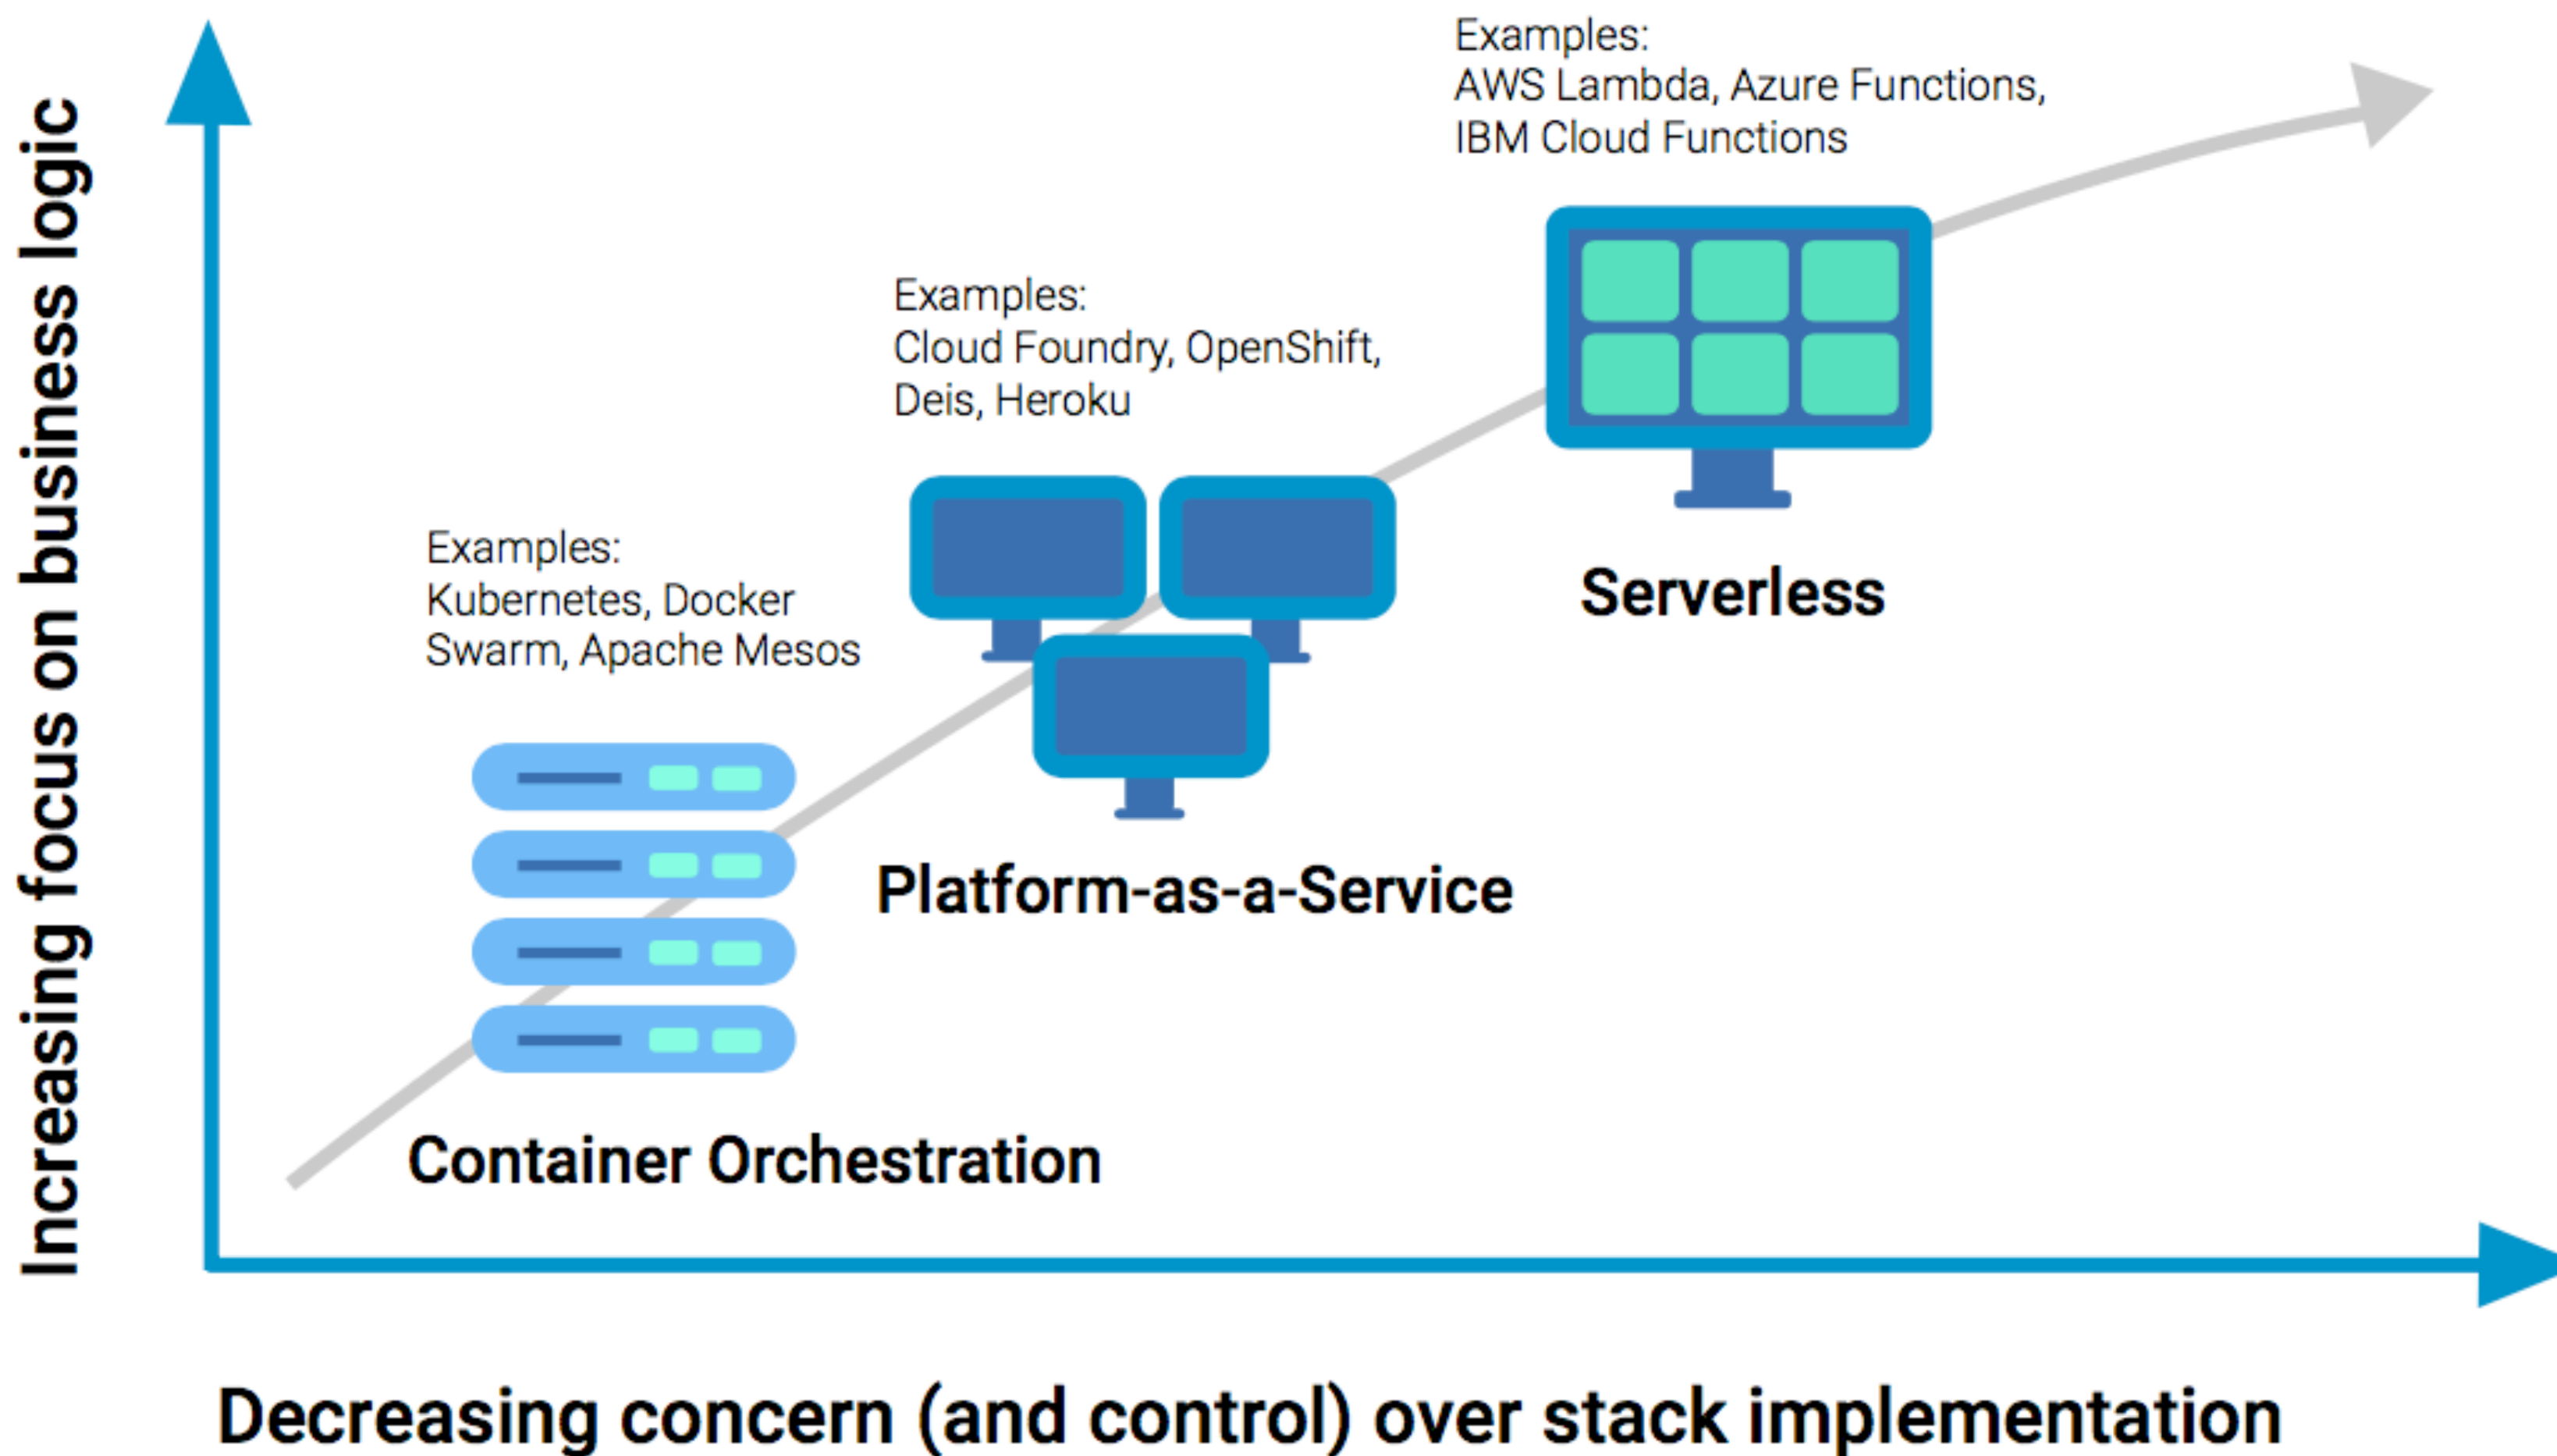 Increasing focus on business logic
Examples:
AWS Lambda, Azure Functions,
IBM Cloud Functions
Serverless
Examples:
Cloud Foundry, OpenShift,
Deis, Heroku
Platform-as-a-Service
Examples:
Kubernetes, Docker
Swarm, Apache Mesos
Container Orchestration
Decreasing concern (and control) over stack implementation